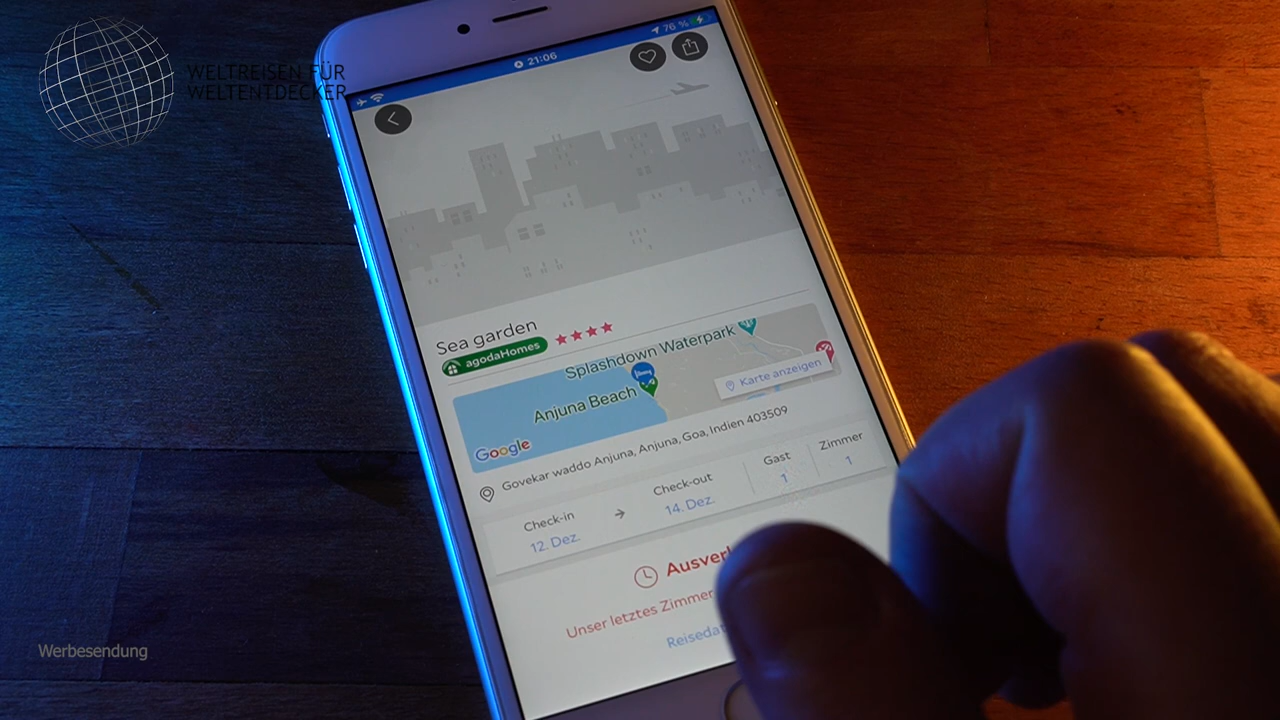 WELTREISEN FÜR
WELTENTDECKER
21:06
76 %
Sea garden
agodaHomes
Splashdown Waterpark
Anjuna Beach
Karte anzeigen
Google
Govekar waddo Anjuna, Anjuna, Goa, Indien 403509
Check-in
12. Dez.
Check-out
14. Dez.
Gast
1
Zimmer
1
Unser letztes Zimmer
Werbesendung